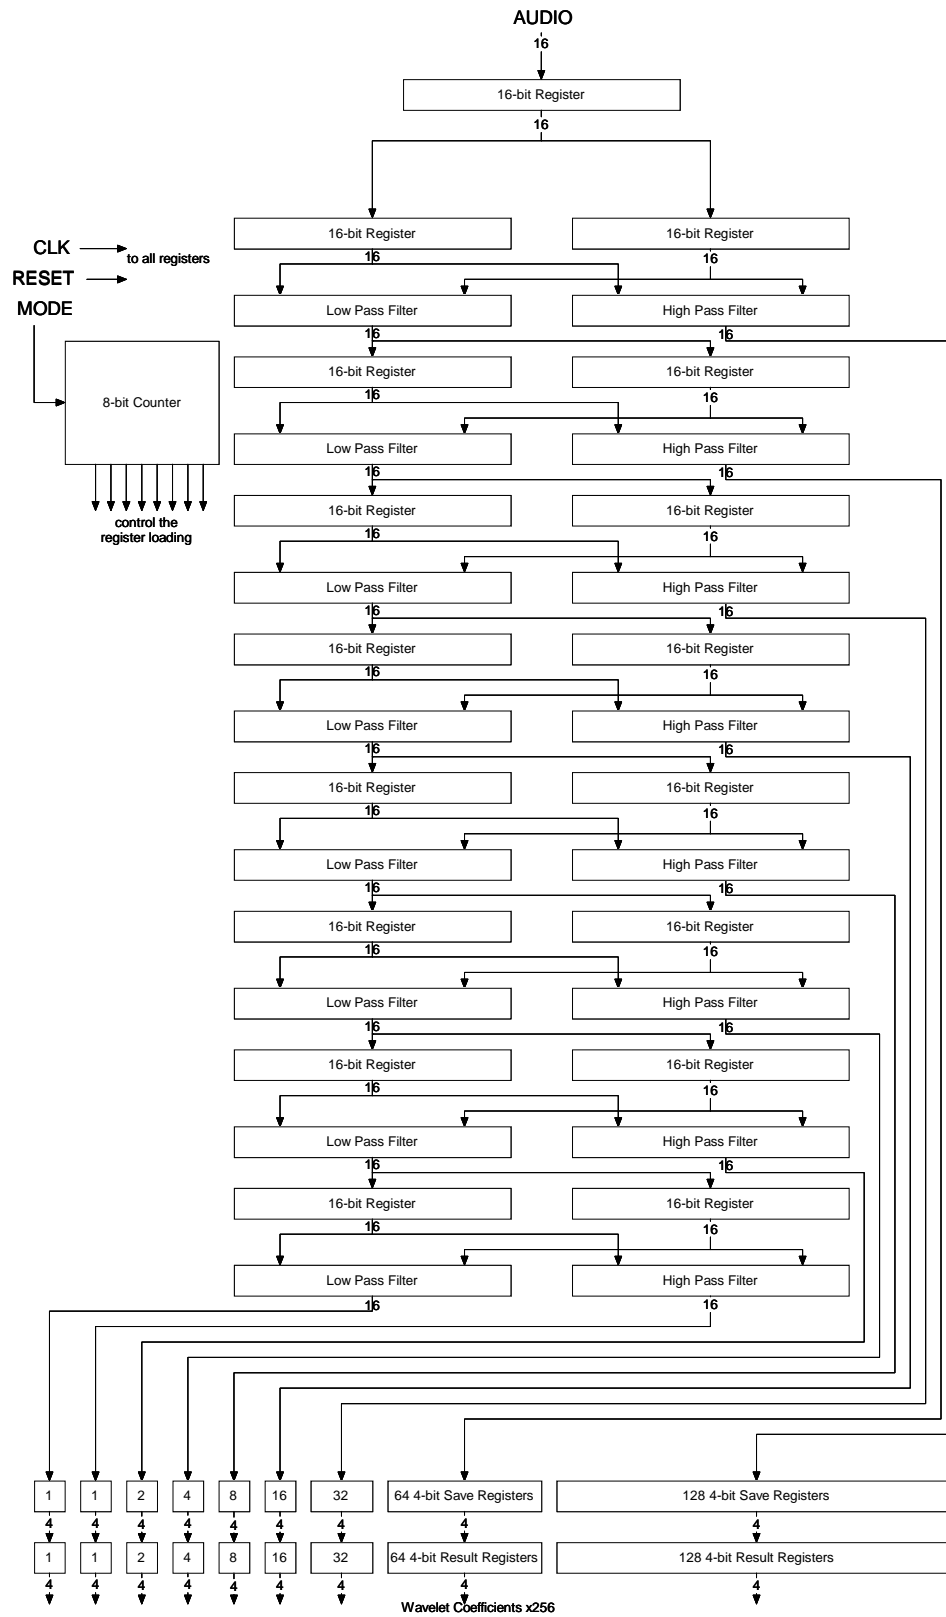 AUDIO
16
16-bit Register
16
16-bit Register
16-bit Register
16
16
CLK
to all registers
RESET
MODE
Low Pass Filter
High Pass Filter
16
16
8-bit Counter
control the
register loading
16-bit Register
16-bit Register
16
16
Low Pass Filter
High Pass Filter
16
16
16-bit Register
16-bit Register
16
16
Low Pass Filter
High Pass Filter
16
16
16-bit Register
16-bit Register
16
16
Low Pass Filter
High Pass Filter
16
16
16-bit Register
16-bit Register
16
16
Low Pass Filter
High Pass Filter
16
16
16-bit Register
16-bit Register
16
16
Low Pass Filter
High Pass Filter
16
16
16-bit Register
16-bit Register
16
16
Low Pass Filter
High Pass Filter
16
16
16-bit Register
16-bit Register
16
16
Low Pass Filter
High Pass Filter
16
16
1
1
2
4
8
16
32
64 4-bit Save Registers
128 4-bit Save Registers
4
4
4
4
4
4
4
4
4
1
1
2
4
8
16
32
64 4-bit Result Registers
128 4-bit Result Registers
4
4
4
4
4
4
4
4
4
Wavelet Coefficients x256